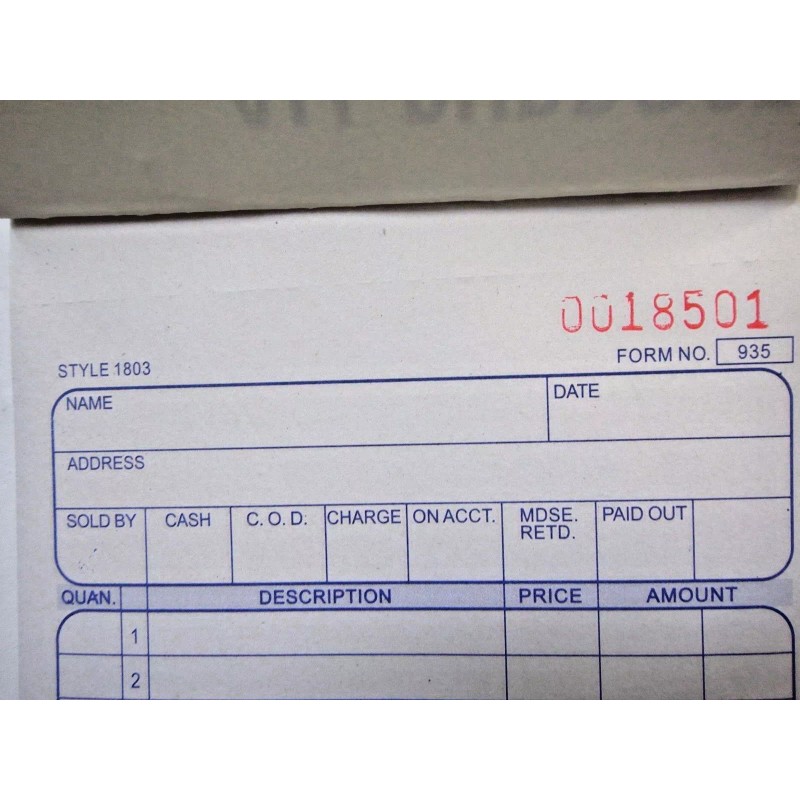 0018501
STYLE 1803
FORM NO. 935
NAME
DATE
ADDRESS
SOLD BY CASH C. O. D. CHARGE ON ACCT. MDSE. RETD. PAID OUT
QUAN. DESCRIPTION PRICE AMOUNT
1
2